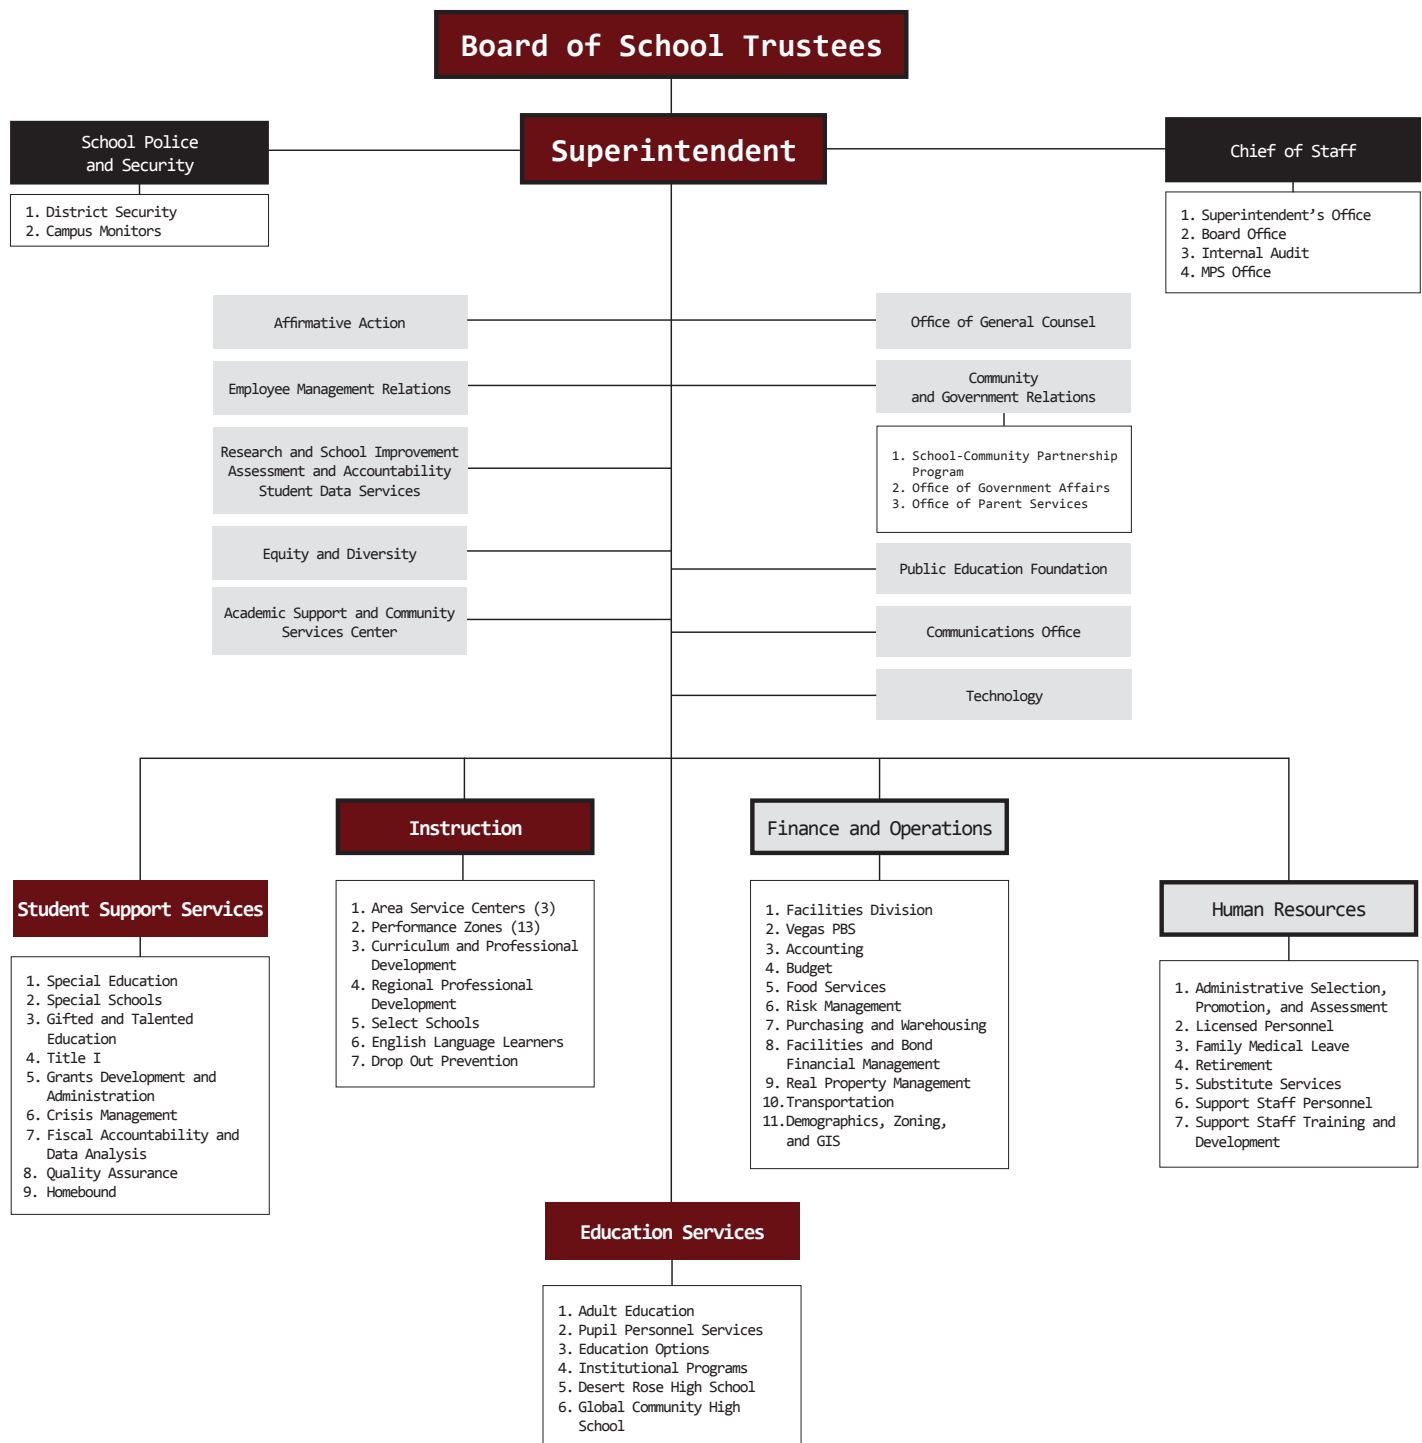 Board of School Trustees
School Police
and Security
Superintendent
Chief of Staff
1. District Security
2. Campus Monitors
1. Superintendent’s Office
2. Board Office
3. Internal Audit
4. MPS Office
Affirmative Action
Office of General Counsel
Employee Management Relations
Community
and Government Relations
Research and School Improvement
Assessment and Accountability
Student Data Services
1. School-Community Partnership
Program
2. Office of Government Affairs
3. Office of Parent Services
Equity and Diversity
Public Education Foundation
Academic Support and Community
Services Center
Communications Office
Technology
Student Support Services
1. Special Education
2. Special Schools
3. Gifted and Talented
Education
4. Title I
5. Grants Development and
Administration
6. Crisis Management
7. Fiscal Accountability and
Data Analysis
8. Quality Assurance
9. Homebound
Instruction
1. Area Service Centers (3)
2. Performance Zones (13)
3. Curriculum and Professional
Development
4. Regional Professional
Development
5. Select Schools
6. English Language Learners
7. Drop Out Prevention
Finance and Operations
1. Facilities Division
2. Vegas PBS
3. Accounting
4. Budget
5. Food Services
6. Risk Management
7. Purchasing and Warehousing
8. Facilities and Bond
Financial Management
9. Real Property Management
10. Transportation
11. Demographics, Zoning,
and GIS
Human Resources
1. Administrative Selection,
Promotion, and Assessment
2. Licensed Personnel
3. Family Medical Leave
4. Retirement
5. Substitute Services
6. Support Staff Personnel
7. Support Staff Training and
Development
Education Services
1. Adult Education
2. Pupil Personnel Services
3. Education Options
4. Institutional Programs
5. Desert Rose High School
6. Global Community High
School